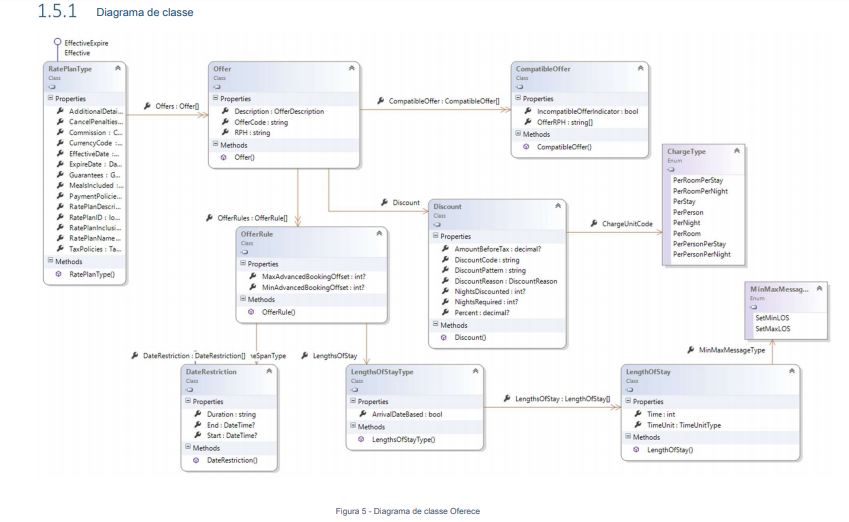 1.5.1 Diagrama de classe
EffectiveExpire
Effective
RatePlanType
Class
Properties
AdditionalDetai...
CancelPenalties...
Commission : C...
CurrencyCode :...
EffectiveDate :...
ExpireDate : Da...
Guarantees : G...
MealsIncluded :...
PaymentPolicie...
RatePlanDescri...
RatePlanID : lo...
RatePlanInclusi...
RatePlanName...
TaxPolicies : Ta...
Methods
RatePlanType()
Offers : Offer[]
Offer
Class
Properties
Description : OfferDescription
OfferCode : string
RPH : string
Methods
Offer()
CompatibleOffer : CompatibleOffer[]
CompatibleOffer
Class
Properties
IncompatibleOfferIndicator : bool
OfferRPH : string[]
Methods
CompatibleOffer()
ChargeType
Enum
PerRoomPerStay
PerRoomPerNight
PerStay
PerPerson
PerNight
PerRoom
PerPersonPerStay
PerPersonPerNight
OfferRules : OfferRule[]
OfferRule
Class
Properties
MaxAdvancedBookingOffset : int?
MinAdvancedBookingOffset : int?
Methods
OfferRule()
Discount
Discount
Class
Properties
AmountBeforeTax : decimal?
DiscountCode : string
DiscountPattern : string
DiscountReason : DiscountReason
NightsDiscounted : int?
NightsRequired : int?
Percent : decimal?
Methods
Discount()
ChargeUnitCode
MinMaxMessag...
Enum
SetMinLOS
SetMaxLOS
MinMaxMessageType
DateRestriction : DateRestriction[]
eSpanType
LengthsOfStay
DateRestriction
Class
Properties
Duration : string
End : DateTime?
Start : DateTime?
Methods
DateRestriction()
LengthsOfStayType
Class
Properties
ArrivalDateBased : bool
Methods
LengthsOfStayType()
LengthsOfStay : LengthOfStay[]
LengthOfStay
Class
Properties
Time : int
TimeUnit : TimeUnitType
Methods
LengthOfStay()
Figura 5 - Diagrama de classe Oferece